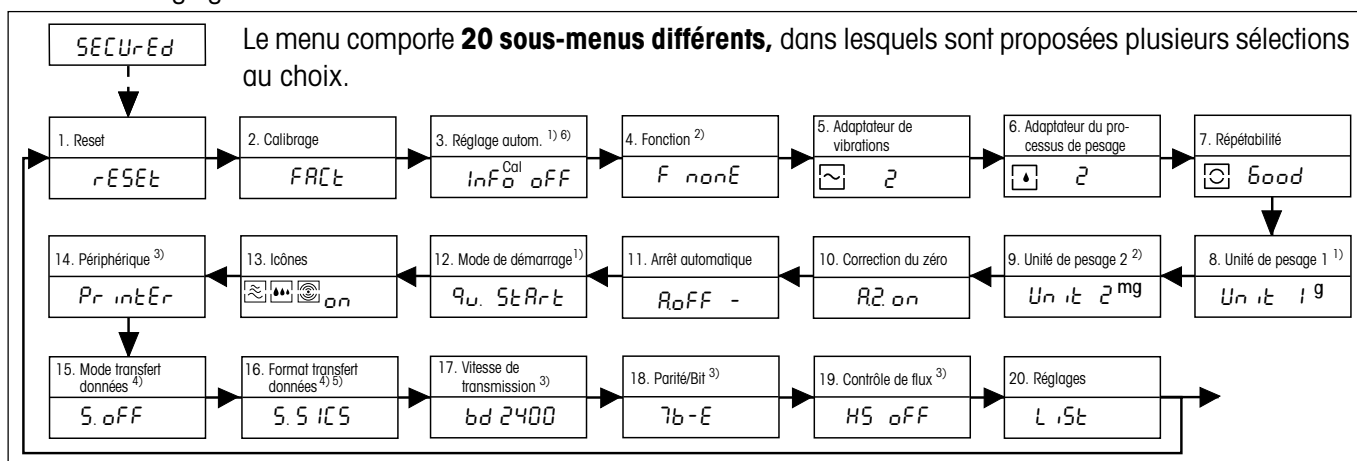 SECUrEd
Le menu comporte 20 sous-menus différents, dans lesquels sont proposées plusieurs sélections
au choix.
1. Reset
rESEt
2. Calibrage
FACt
3. Réglage autom. 1) 6)
InFo Cal oFF
4. Fonction 2)
F nonE
5. Adaptateur de
vibrations
2
6. Adaptateur du pro-
cessus de pesage
2
7. Répétabilité
Good
14. Périphérique 3)
PrintEr
13. Icônes
on
12. Mode de démarrage 1)
qu. StArt
11. Arrêt automatique
A.oFF -
10. Correction du zéro
A.Z. on
9. Unité de pesage 2 2)
Unit 2 mg
8. Unité de pesage 1 1)
Unit 1 g
15. Mode transfert
données 4)
S. oFF
16. Format transfert
données 4) 5)
S. SICS
17. Vitesse de
transmission 3)
bd 2400
18. Parité/Bit 3)
7b-E
19. Contrôle de flux 3)
HS oFF
20. Réglages
LiSt